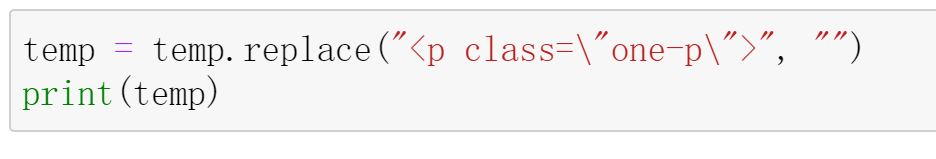 temp = temp.replace("<p class=\"one-p\">", "")
print(temp)